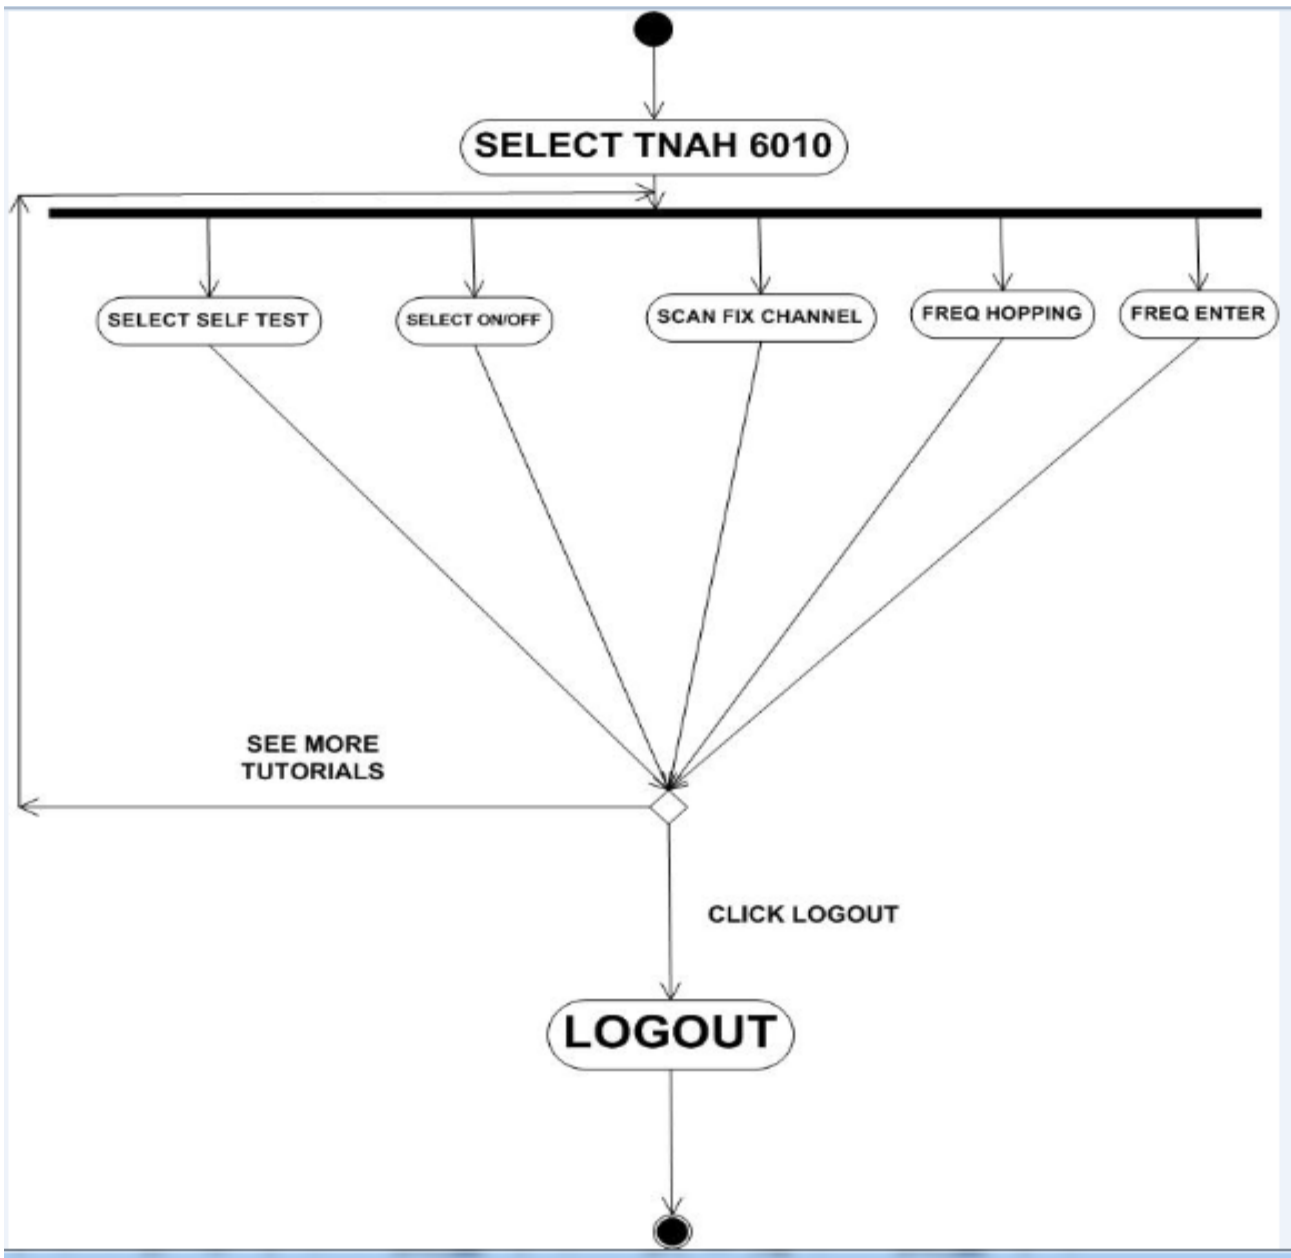 SELECT TNAH 6010
SELECT SELF TEST
SELECT ON/OFF
SCAN FIX CHANNEL
FREQ HOPPING
FREQ ENTER
SEE MORE
TUTORIALS
CLICK LOGOUT
LOGOUT